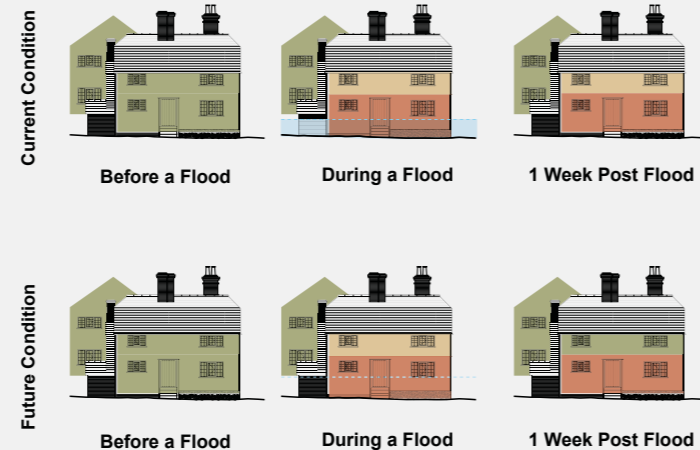 Current Condition
Before a Flood
During a Flood
1 Week Post Flood
Future Condition
Before a Flood
During a Flood
1 Week Post Flood